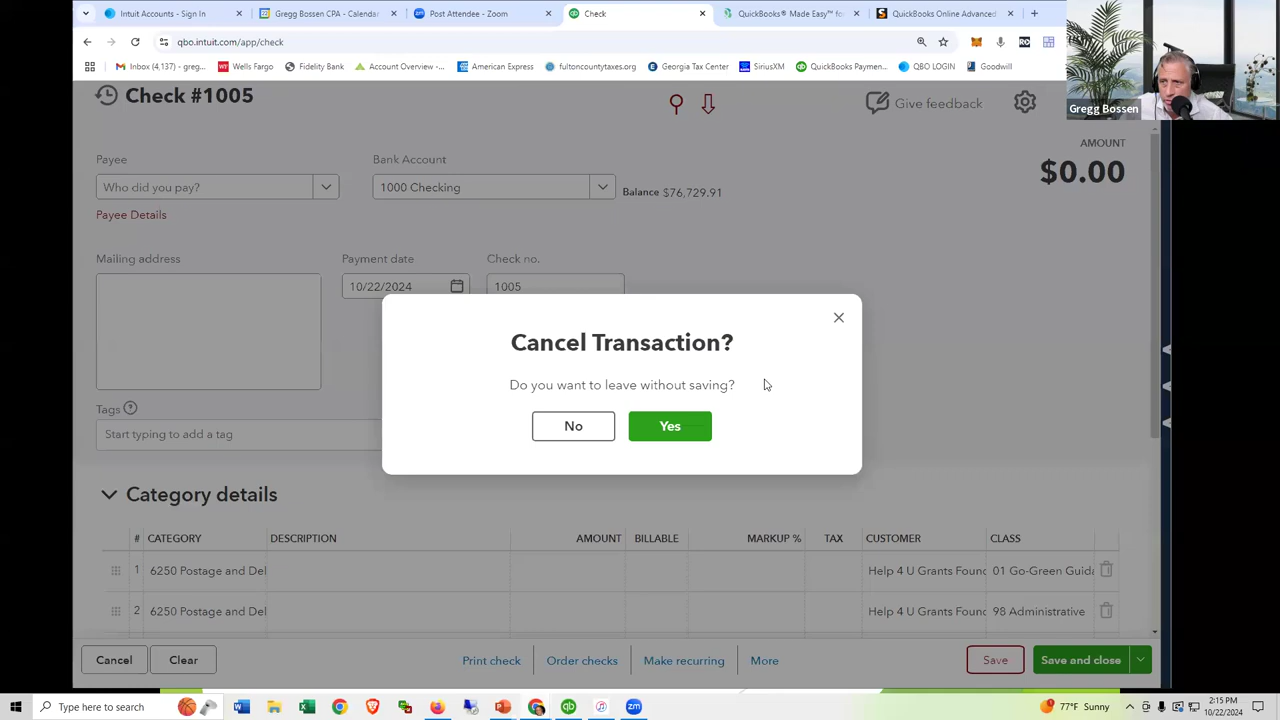 Intuit Accounts - Sign In
Gregg Bossen CPA - Calendar
Post Attendee - Zoom
Check
QuickBooks® Made Easy™ for
QuickBooks Online Advanced
qbo.intuit.com/app/check
Inbox (4,137) - greg...
Wells Fargo
Fidelity Bank
Account Overview...
American Express
fultoncountytaxes.org
Georgia Tax Center
SiriusXM
QuickBooks Paymen...
QBO LOGIN
Goodwill
Gregg Bossen
Check #1005
Give feedback
AMOUNT
$0.00
Payee
Bank Account
Who did you pay?
1000 Checking
Balance $76,729.91
Payee Details
Mailing address
Payment date
Check no.
10/22/2024
1005
Cancel Transaction?
Do you want to leave without saving?
No
Yes
Tags
Start typing to add a tag
Category details
# CATEGORY DESCRIPTION AMOUNT BILLABLE MARKUP % TAX CUSTOMER CLASS
1 6250 Postage and Del Help 4 U Grants Found 01 Go-Green Guida
2 6250 Postage and Del Help 4 U Grants Found 98 Administrative
Cancel
Clear
Print check
Order checks
Make recurring
More
Save
Save and close
Type here to search
77°F Sunny
2:15 PM
10/22/2024